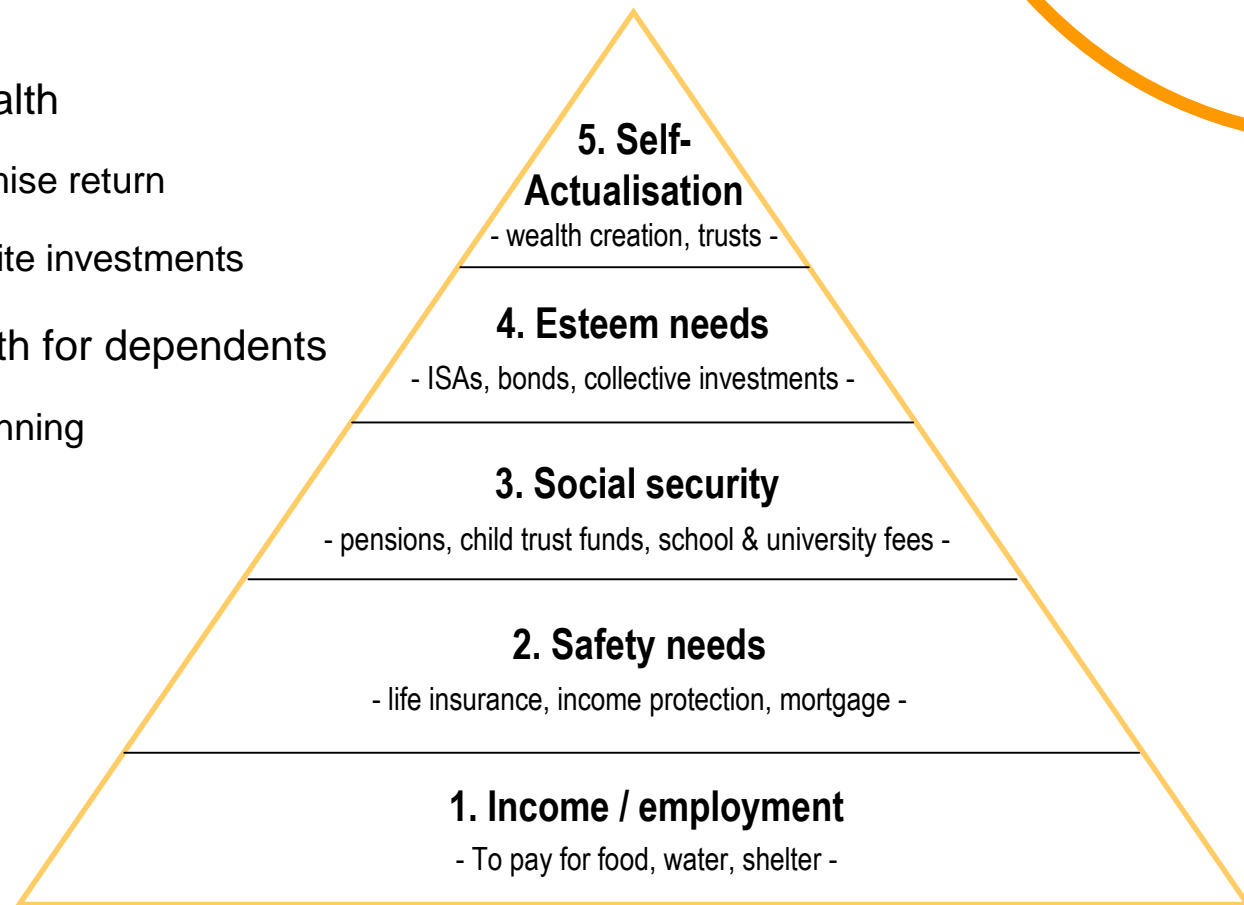 alth
nise return
ite investments
th for dependents
nning
5. Self-
Actualisation
- wealth creation, trusts -
4. Esteem needs
- ISAs, bonds, collective investments -
3. Social security
- pensions, child trust funds, school & university fees -
2. Safety needs
- life insurance, income protection, mortgage -
1. Income / employment
- To pay for food, water, shelter -